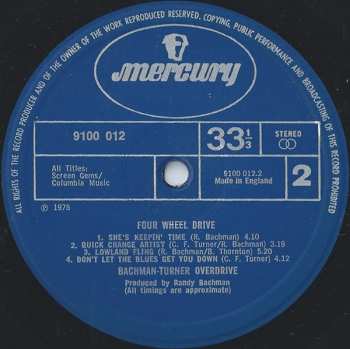 ALL RIGHTS OF THE RECORD PRODUCER AND OF THE OWNER OF THE WORK REPRODUCED RESERVED. COPYING, PUBLIC PERFORMANCE AND BROADCASTING OF THIS RECORD PROHIBITED
mercury
9100 012
33 1/3
STEREO
All Titles:
Screen Gems/
Columbia Music
9100 012.2
Made in England
2
℗ 1975
FOUR WHEEL DRIVE
1. SHE'S KEEPIN' TIME (R. Bachman) 4.10
2. QUICK CHANGE ARTIST (C. F. Turner/R. Bachman) 3.18
3. LOWLAND FLING (R. Bachman/B. Thornton) 5.20
4. DON'T LET THE BLUES GET YOU DOWN (C. F. Turner) 4.12
BACHMAN-TURNER OVERDRIVE
Produced by Randy Bachman
(All timings are approximate)